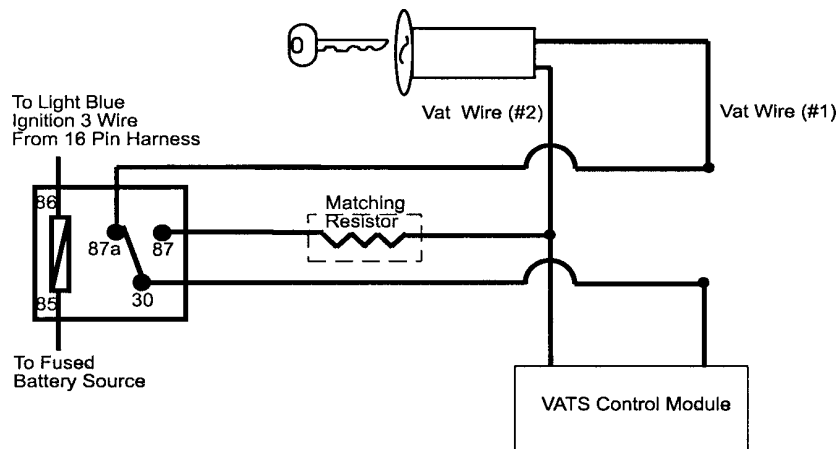 To Light Blue
Ignition 3 Wire
From 16 Pin Harness
Vat Wire (#2)
Vat Wire (#1)
86
87a
87
85
30
Matching
Resistor
To Fused
Battery Source
VATS Control Module